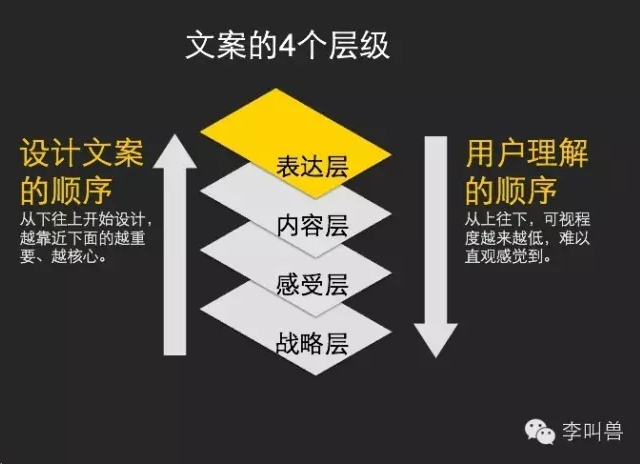 文案的4个层级
设计文案
的顺序
从下往上开始设计，
越靠近下面的越重
要、越核心。
表达层
内容层
感受层
战略层
用户理解
的顺序
从上往下，可视程
度越来越低，难以
直观感觉到。
李叫兽